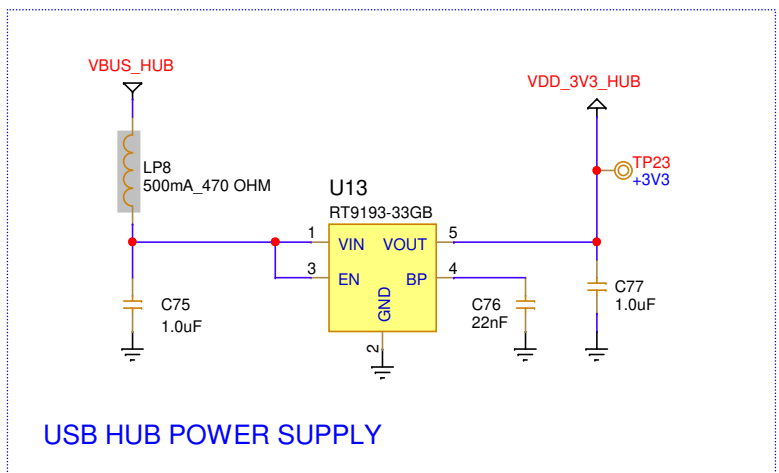 VBUS_HUB
VDD_3V3_HUB
LP8
500mA_470 OHM
TP23
+3V3
U13
RT9193-33GB
1
VIN
VOUT
5
3
EN
BP
4
GND
2
C75
1.0uF
C76
22nF
C77
1.0uF
USB HUB POWER SUPPLY